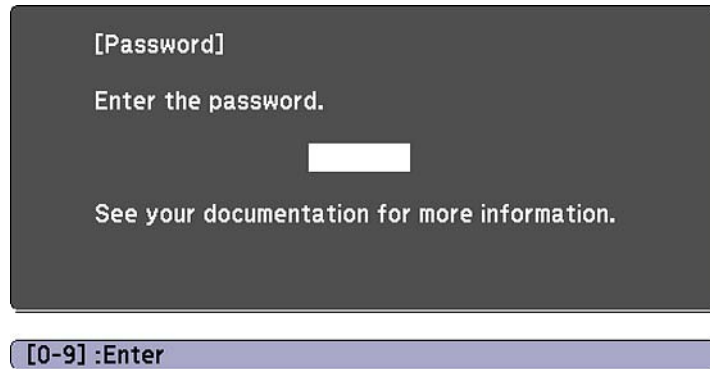 [Password]
Enter the password.
See your documentation for more information.
[0-9] :Enter